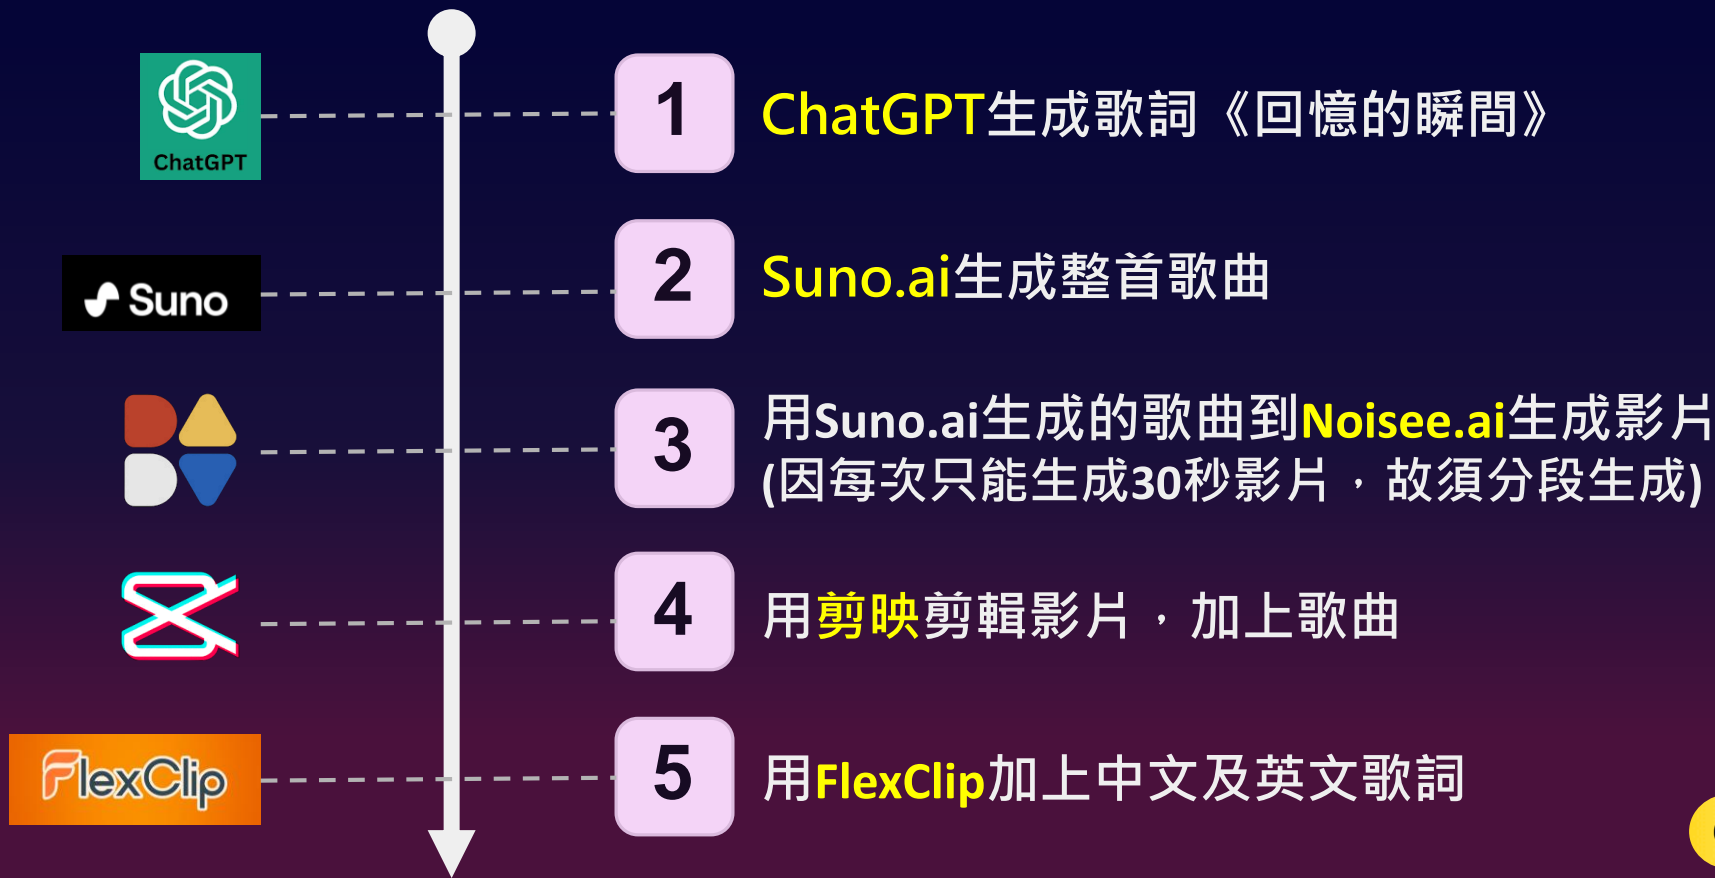 ChatGPT
1
ChatGPT生成歌詞《回憶的瞬間》
Suno
2
Suno.ai生成整首歌曲
3
用Suno.ai生成的歌曲到Noisee.ai生成影片
(因每次只能生成30秒影片，故須分段生成)
4
用剪映剪輯影片，加上歌曲
FlexClip
5
用FlexClip加上中文及英文歌詞